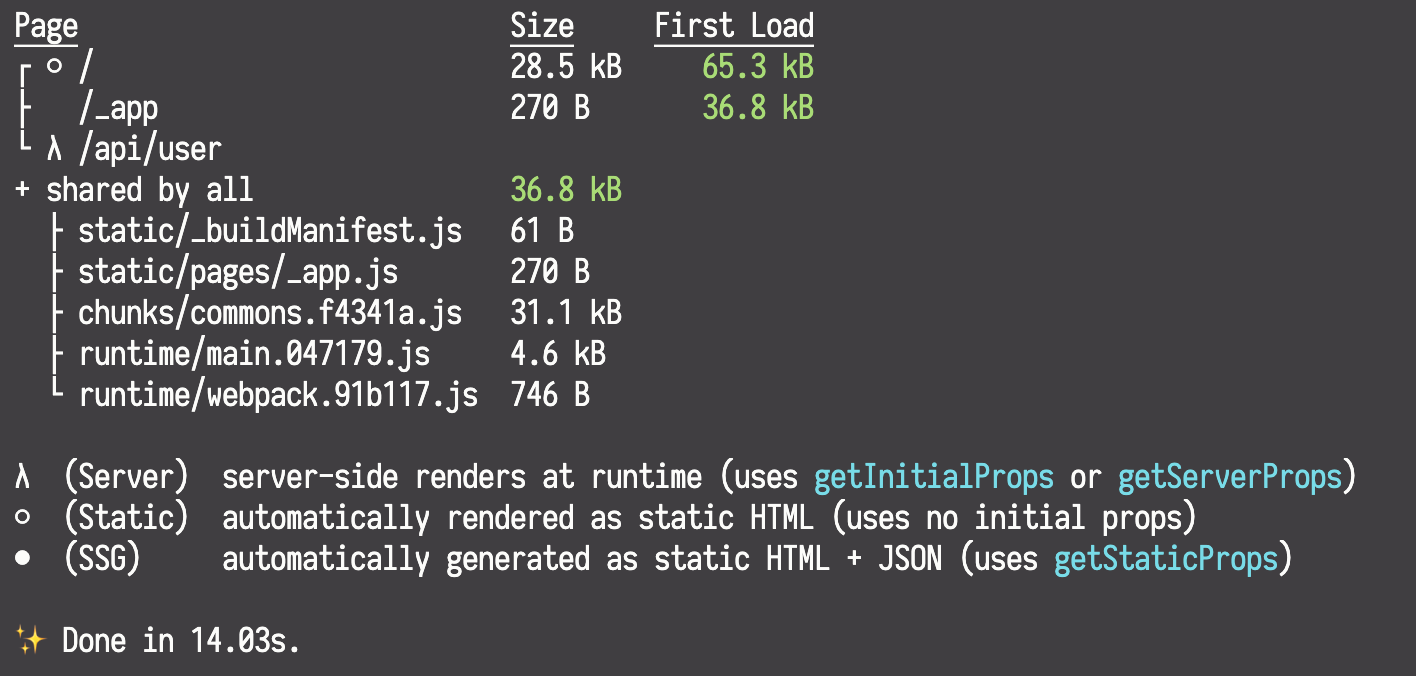 Page Size First Load
┌ ○ / 28.5 kB 65.3 kB
├ /_app 270 B 36.8 kB
└ λ /api/user
+ shared by all 36.8 kB
├ static/_buildManifest.js 61 B
├ static/pages/_app.js 270 B
├ chunks/commons.f4341a.js 31.1 kB
├ runtime/main.047179.js 4.6 kB
└ runtime/webpack.91b117.js 746 B
λ (Server) server-side renders at runtime (uses getInitialProps or getServerProps)
○ (Static) automatically rendered as static HTML (uses no initial props)
● (SSG) automatically generated as static HTML + JSON (uses getStaticProps)
✨ Done in 14.03s.